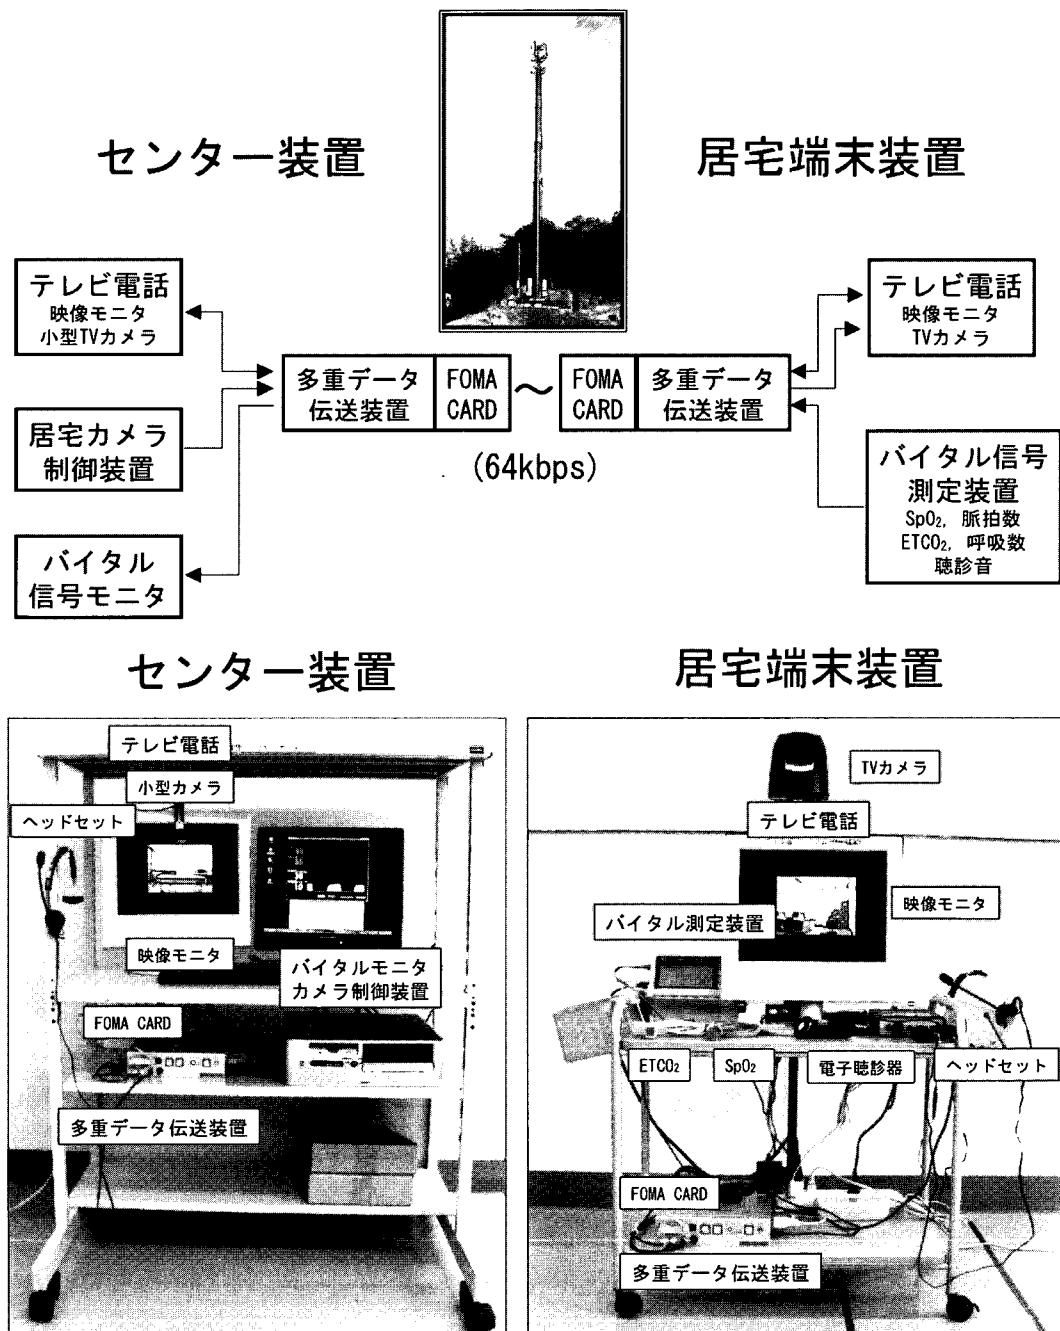 センター装置
居宅端末装置
テレビ電話
映像モニタ
小型TVカメラ
居宅カメラ
制御装置
バイタル
信号モニタ
多重データ
伝送装置
FOMA
CARD
～
FOMA
CARD
多重データ
伝送装置
(64kbps)
テレビ電話
映像モニタ
TVカメラ
バイタル信号
測定装置
SpO₂, 脈拍数
ETCO₂, 呼吸数
聴診音
センター装置
居宅端末装置
テレビ電話
小型カメラ
ヘッドセット
映像モニタ
バイタルモニタ
カメラ制御装置
FOMA CARD
多重データ伝送装置
TVカメラ
テレビ電話
映像モニタ
バイタル測定装置
ETCO₂
SpO₂
電子聴診器
ヘッドセット
FOMA CARD
多重データ伝送装置